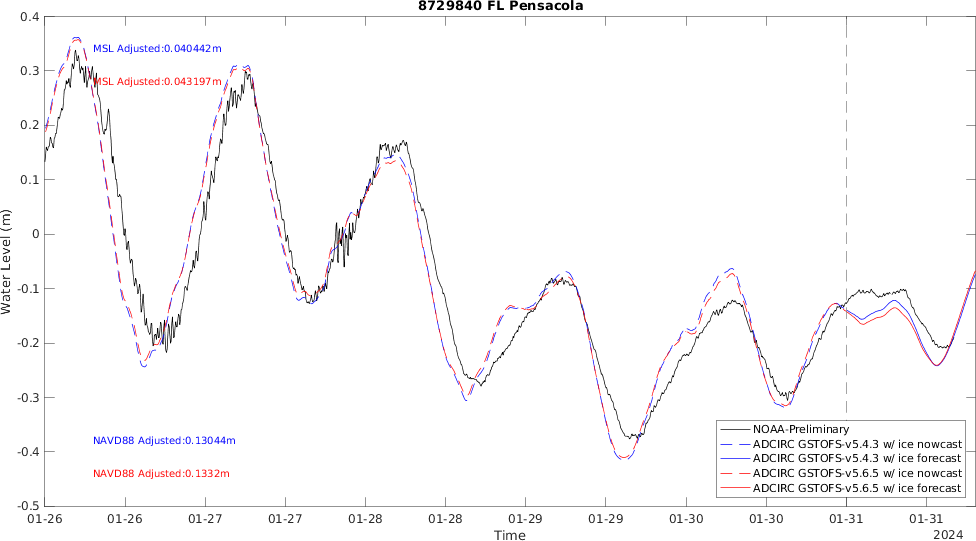 8729840 FL Pensacola
0.4
0.3
0.2
0.1
0
-0.1
-0.2
-0.3
-0.4
-0.5
Water Level (m)
MSL Adjusted:0.040442m
MSL Adjusted:0.043197m
NAVD88 Adjusted:0.13044m
NAVD88 Adjusted:0.1332m
NOAA-Preliminary
ADCIRC GSTOFS-v5.4.3 w/ ice nowcast
ADCIRC GSTOFS-v5.4.3 w/ ice forecast
ADCIRC GSTOFS-v5.6.5 w/ ice nowcast
ADCIRC GSTOFS-v5.6.5 w/ ice forecast
01-26 01-26 01-27 01-27 01-28 01-28 01-29 01-29 01-30 01-30 01-31 01-31
2024
Time